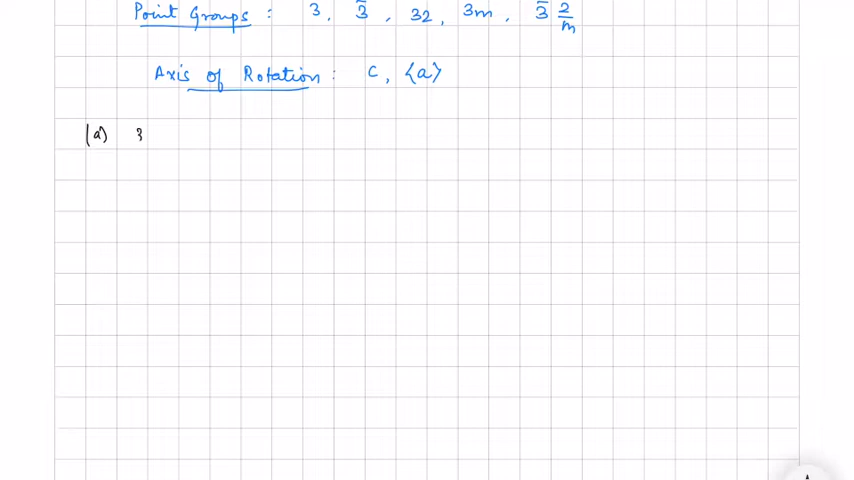 Point Groups : 3, 3̄, 32, 3m, 3̄ 2/m
Axis of Rotation : c, ⟨a⟩
(a) 3